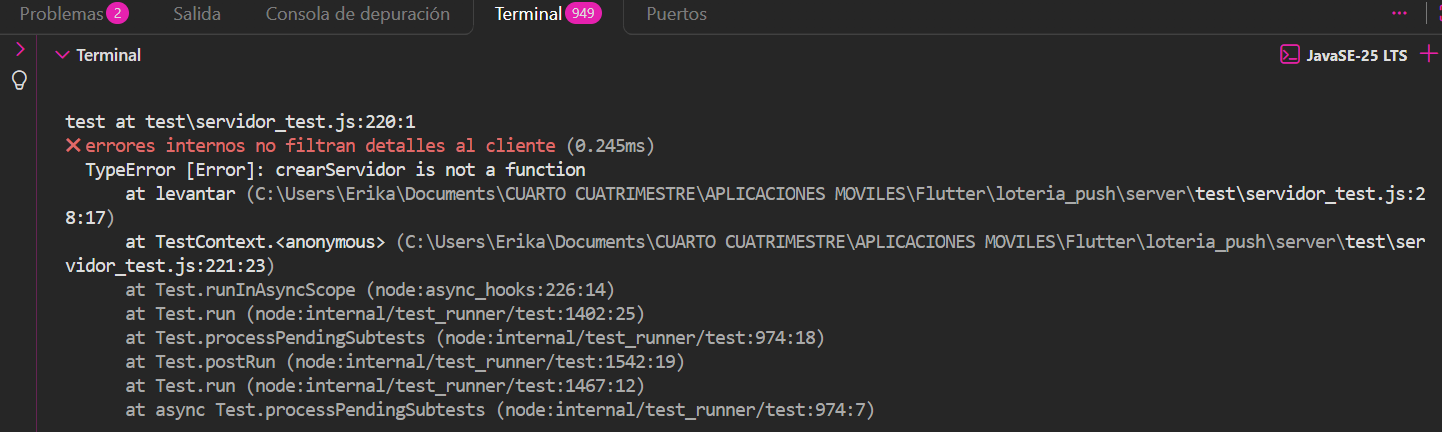 Problemas 2 Salida Consola de depuración Terminal 949 Puertos ...
Terminal JavaSE-25 LTS
test at test\servidor_test.js:220:1
errores internos no filtran detalles al cliente (0.245ms)
TypeError [Error]: crearServidor is not a function
at levantar (C:\Users\Erika\Documents\CUARTO CUATRIMESTRE\APLICACIONES MOVILES\Flutter\loteria_push\server\test\servidor_test.js:2
8:17)
at TestContext.<anonymous> (C:\Users\Erika\Documents\CUARTO CUATRIMESTRE\APLICACIONES MOVILES\Flutter\loteria_push\server\test\ser
vidor_test.js:221:23)
at Test.runInAsyncScope (node:async_hooks:226:14)
at Test.run (node:internal/test_runner/test:1402:25)
at Test.processPendingSubtests (node:internal/test_runner/test:974:18)
at Test.postRun (node:internal/test_runner/test:1542:19)
at Test.run (node:internal/test_runner/test:1467:12)
at async Test.processPendingSubtests (node:internal/test_runner/test:974:7)